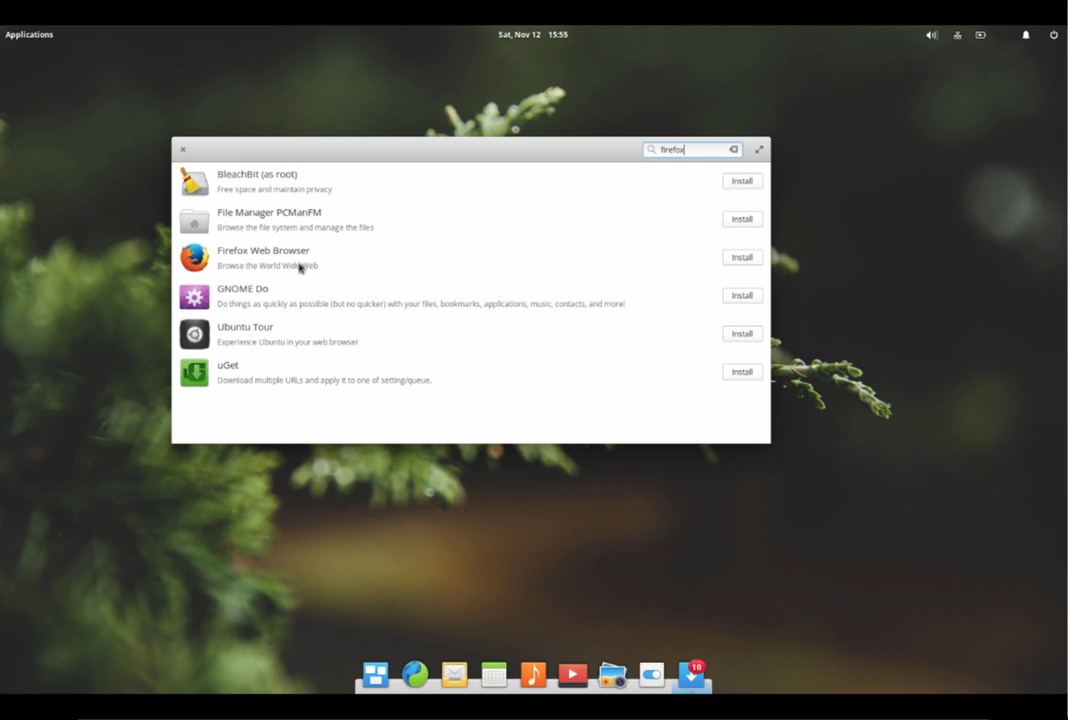 Applications
Sat, Nov 12 15:55
firefox
BleachBit (as root)
Free space and maintain privacy
Install
File Manager PCManFM
Browse the file system and manage the files
Install
Firefox Web Browser
Browse the World Wide Web
Install
GNOME Do
Do things as quickly as possible (but no quicker) with your files, bookmarks, applications, music, contacts, and more!
Install
Ubuntu Tour
Experience Ubuntu in your web browser
Install
uGet
Download multiple URLs and apply it to one of setting/queue.
Install
10